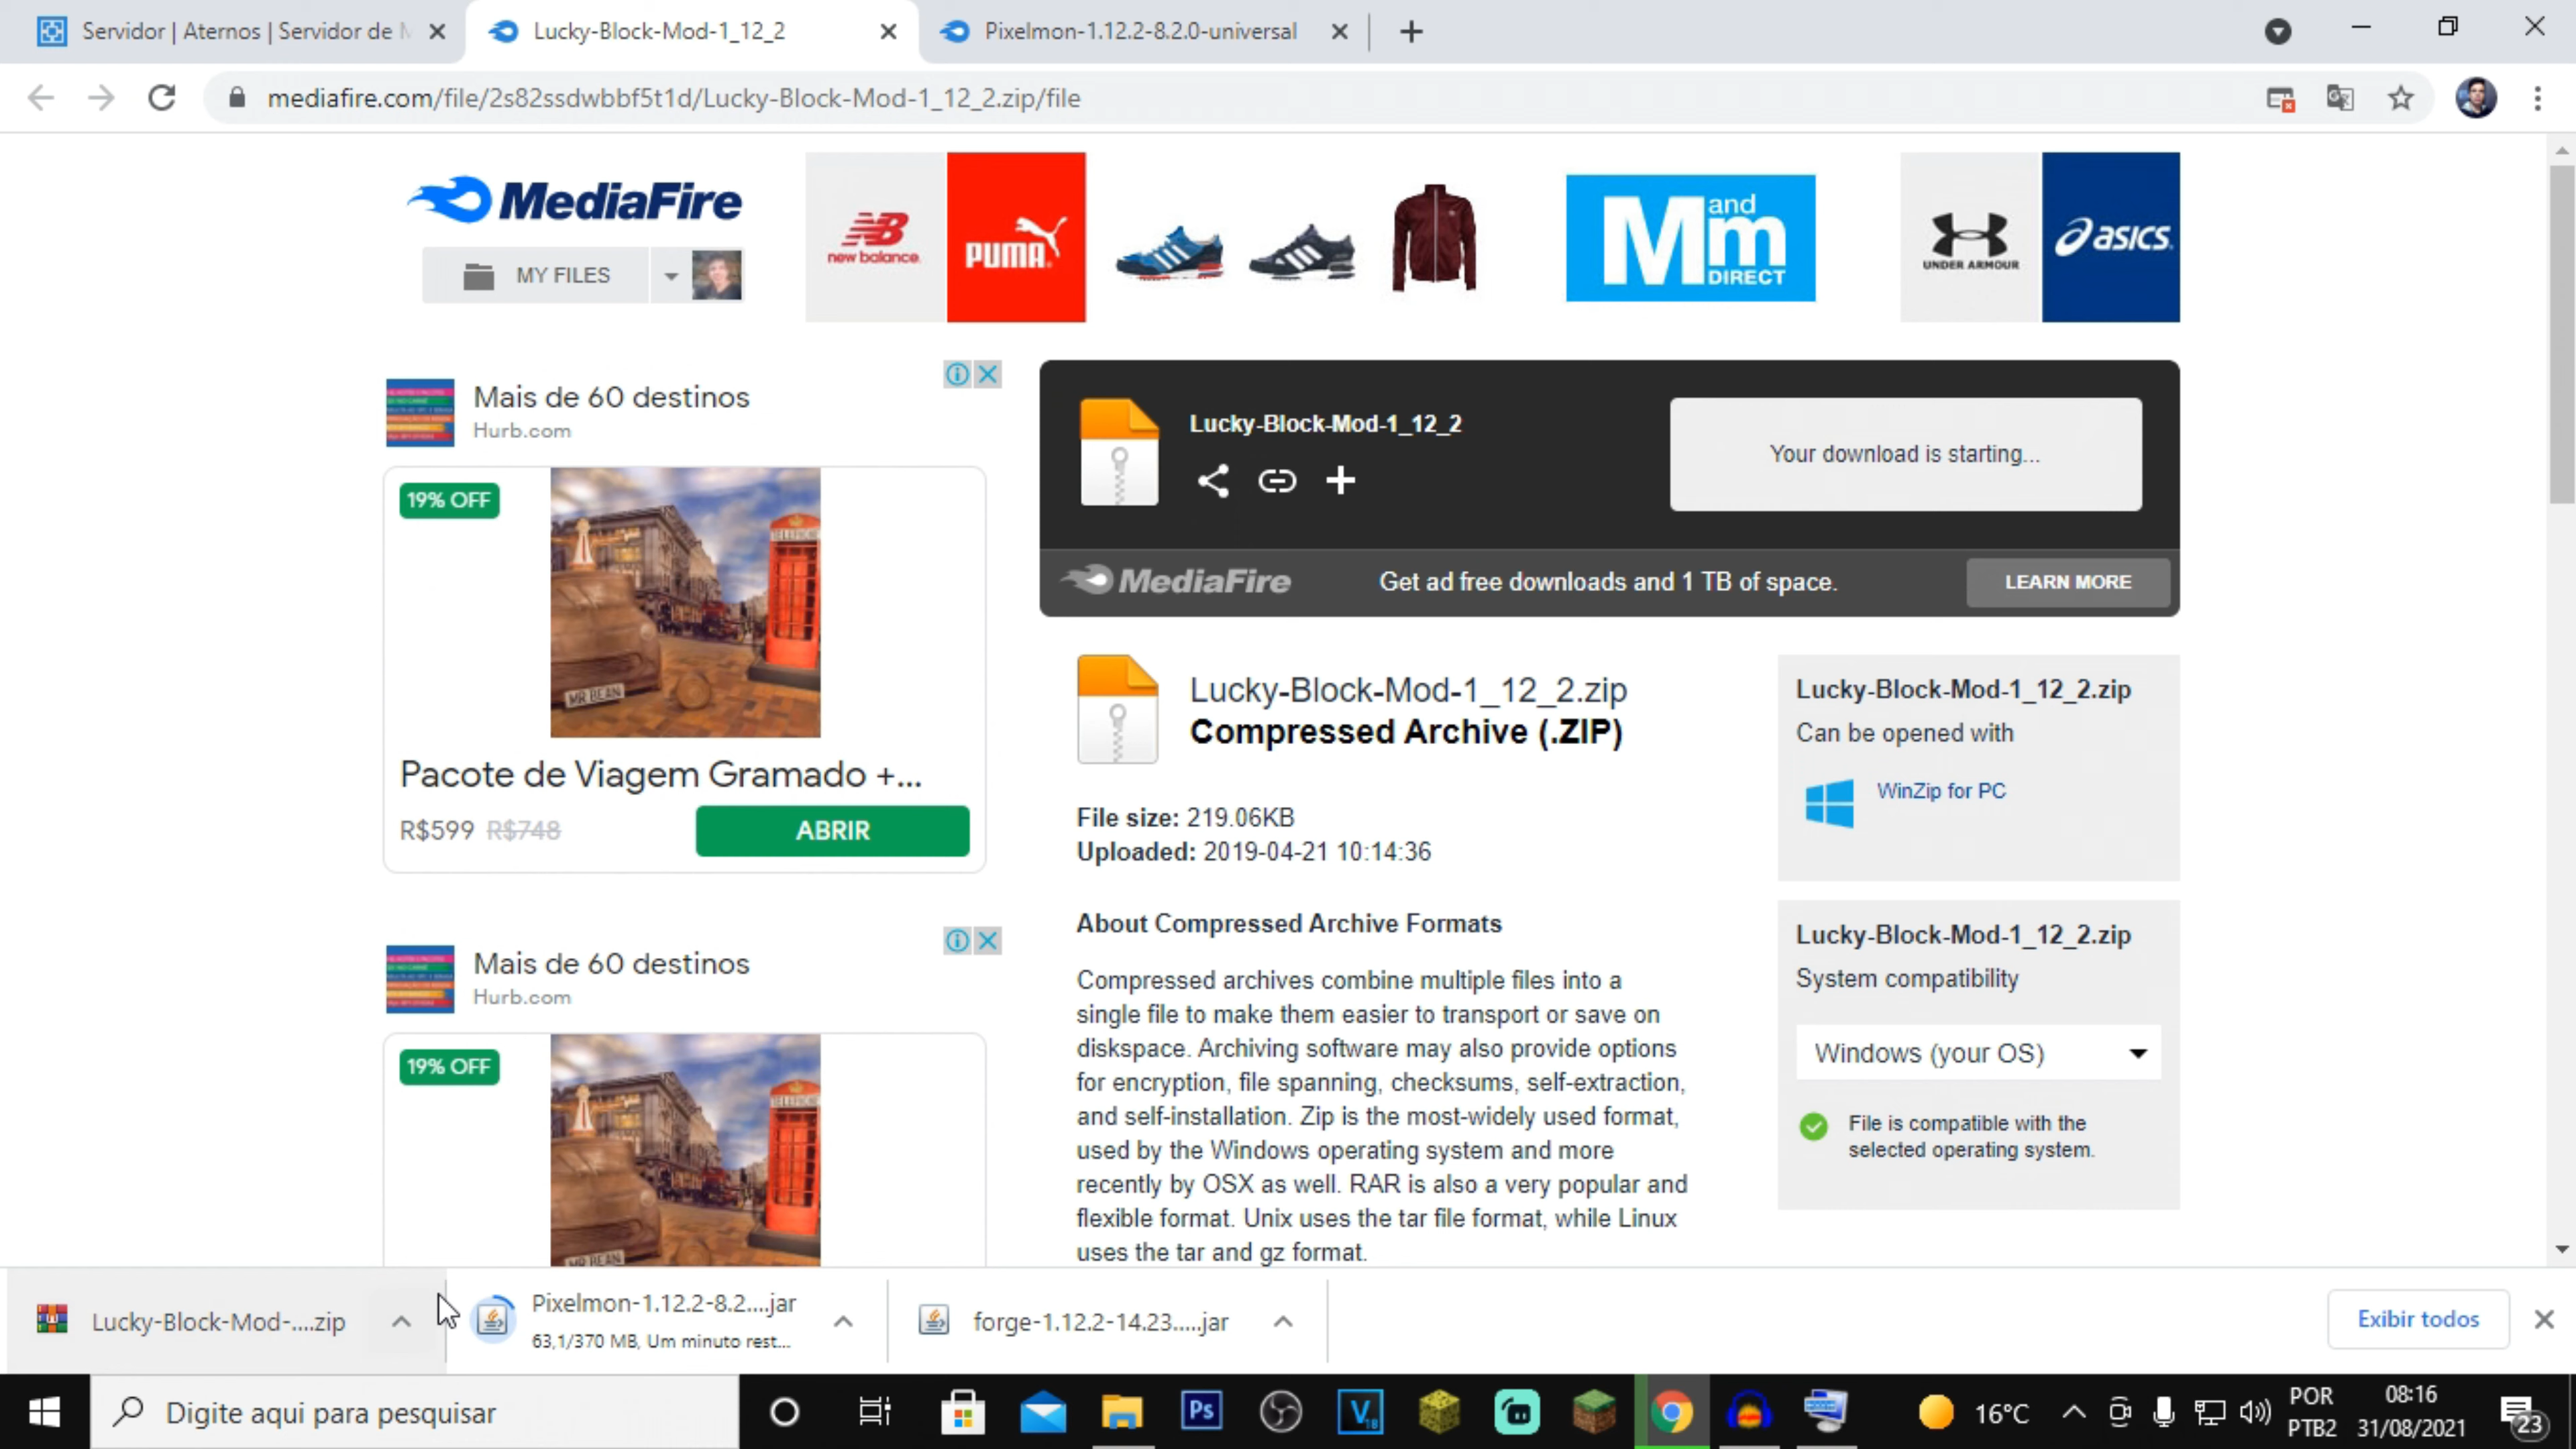 Servidor | Aternos | Servidor de M
Lucky-Block-Mod-1_12_2
Pixelmon-1.12.2-8.2.0-universal
mediafire.com/file/2s82ssdwbbf5t1d/Lucky-Block-Mod-1_12_2.zip/file
MediaFire
MY FILES
new balance
PUMA
Mandm
DIRECT
UNDER ARMOUR
asics
Mais de 60 destinos
Hurb.com
19% OFF
TELEPHONE
MR BEAN
Pacote de Viagem Gramado +...
R$599 R$748
ABRIR
Mais de 60 destinos
Hurb.com
19% OFF
TELEPHONE
MR BEAN
Lucky-Block-Mod-1_12_2
Your download is starting...
MediaFire
Get ad free downloads and 1 TB of space.
LEARN MORE
Lucky-Block-Mod-1_12_2.zip
Compressed Archive (.ZIP)
File size: 219.06KB
Uploaded: 2019-04-21 10:14:36
About Compressed Archive Formats
Compressed archives combine multiple files into a
single file to make them easier to transport or save on
diskspace. Archiving software may also provide options
for encryption, file spanning, checksums, self-extraction,
and self-installation. Zip is the most-widely used format,
used by the Windows operating system and more
recently by OSX as well. RAR is also a very popular and
flexible format. Unix uses the tar file format, while Linux
uses the tar and gz format.
Lucky-Block-Mod-1_12_2.zip
Can be opened with
WinZip for PC
Lucky-Block-Mod-1_12_2.zip
System compatibility
Windows (your OS)
File is compatible with the
selected operating system.
Lucky-Block-Mod-....zip
Pixelmon-1.12.2-8.2....jar
63,1/370 MB, Um minuto rest...
forge-1.12.2-14.23.....jar
Exibir todos
Digite aqui para pesquisar
Ps
V
18
16°C
POR
PTB2
08:16
31/08/2021
23